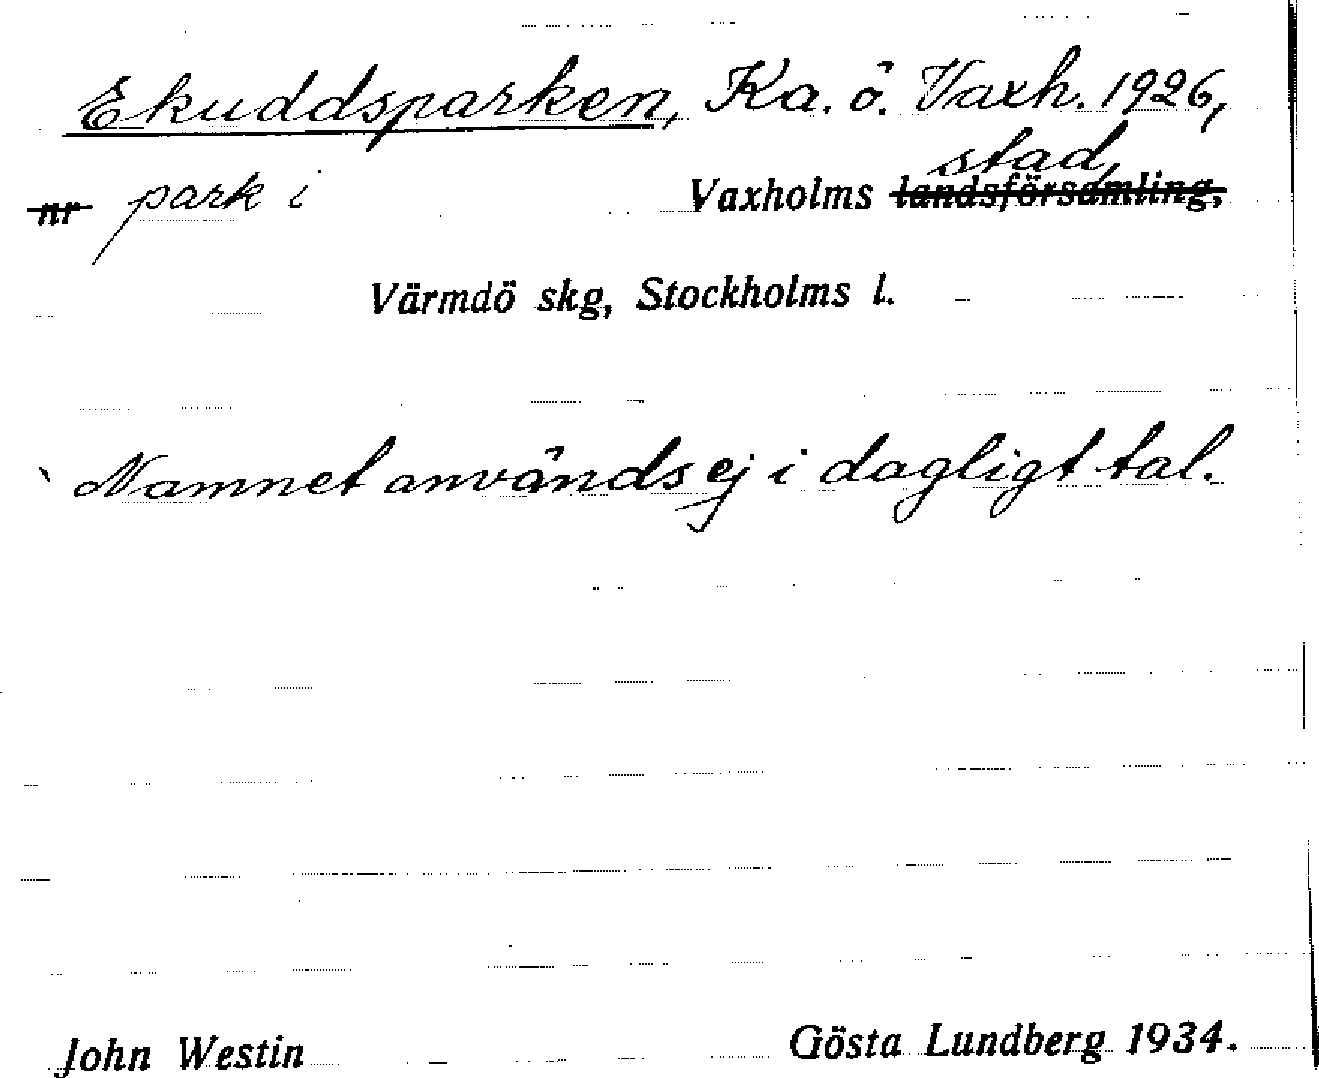 Ekuddsparken, Ka. ö. Vaxh. 1926,
stad,
nr park i Vaxholms landsförsamling,
Värmdö skg, Stockholms l.
Namnet används ej i dagligt tal.
John Westin Gösta Lundberg 1934.